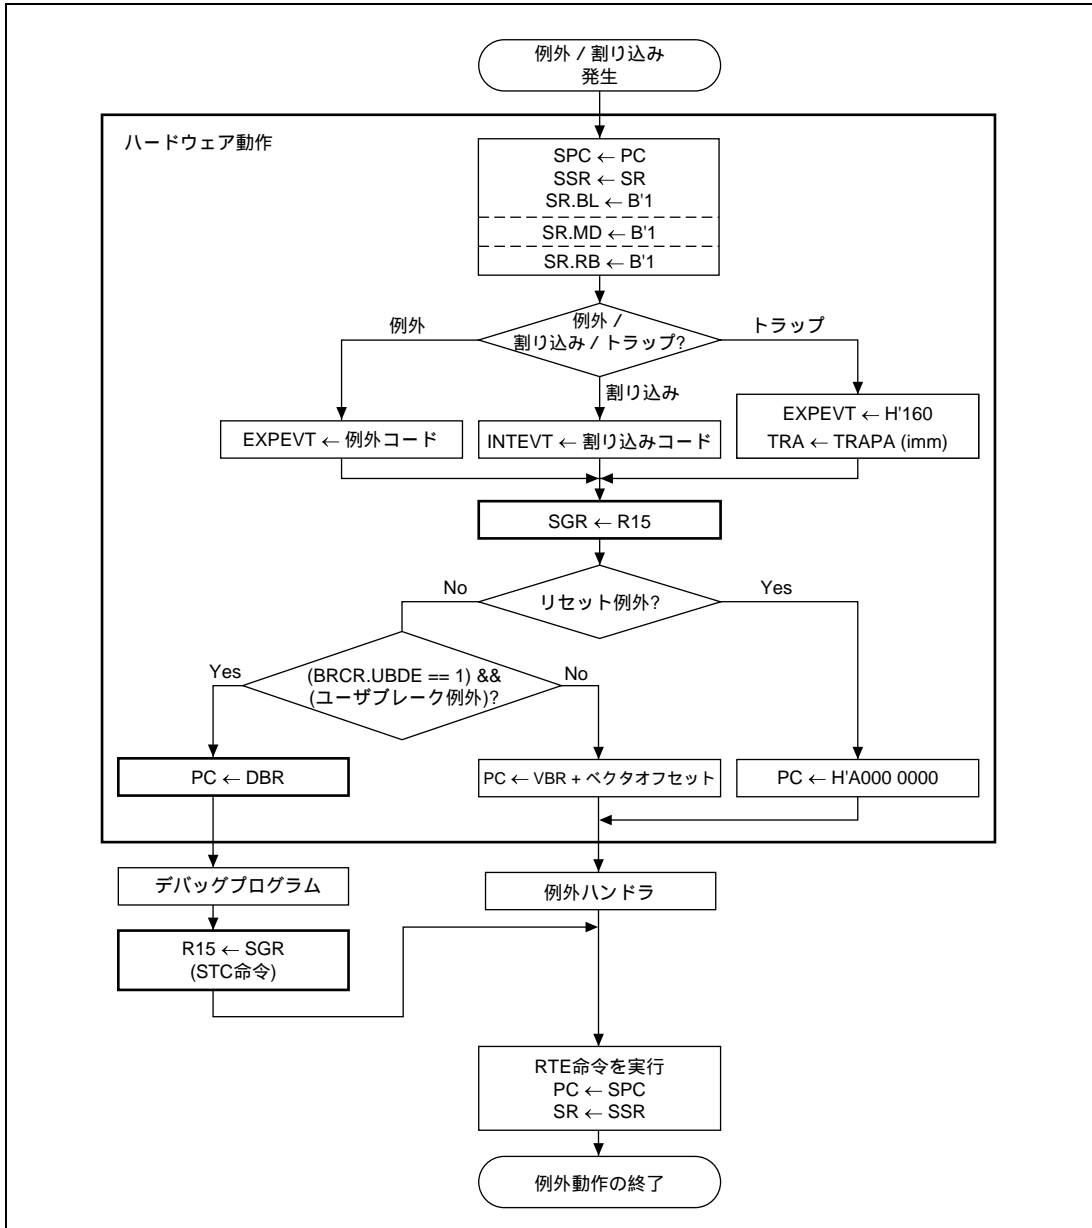 例外 / 割り込み
発生
ハードウェア動作
SPC ← PC
SSR ← SR
SR.BL ← B'1
SR.MD ← B'1
SR.RB ← B'1
例外
例外 /
割り込み / トラップ?
トラップ
割り込み
EXPEVT ← 例外コード
INTEVT ← 割り込みコード
EXPEVT ← H'160
TRA ← TRAPA (imm)
SGR ← R15
No
リセット例外?
Yes
Yes
(BRCR.UBDE == 1) &&
(ユーザブレーク例外)?
No
PC ← DBR
PC ← VBR + ベクタオフセット
PC ← H'A000 0000
デバッグプログラム
例外ハンドラ
R15 ← SGR
(STC命令)
RTE命令を実行
PC ← SPC
SR ← SSR
例外動作の終了